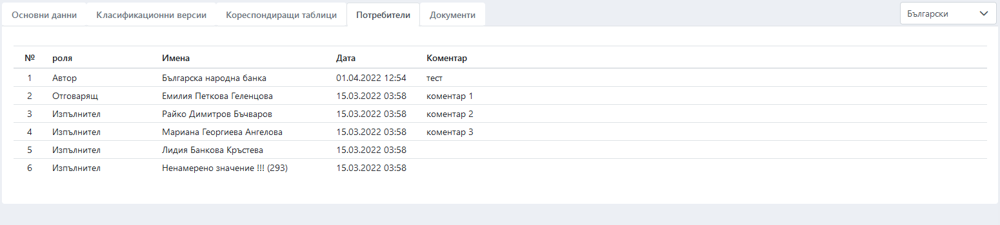 Основни данни Класификационни версии Кореспондиращи таблици Потребители Документи Български
№ роля Имена Дата Коментар
1 Автор Българска народна банка 01.04.2022 12:54 тест
2 Отговарящ Емилия Петкова Геленцова 15.03.2022 03:58 коментар 1
3 Изпълнител Райко Димитров Бъчваров 15.03.2022 03:58 коментар 2
4 Изпълнител Мариана Георгиева Ангелова 15.03.2022 03:58 коментар 3
5 Изпълнител Лидия Банкова Кръстева 15.03.2022 03:58
6 Изпълнител Ненамерено значение !!! (293) 15.03.2022 03:58